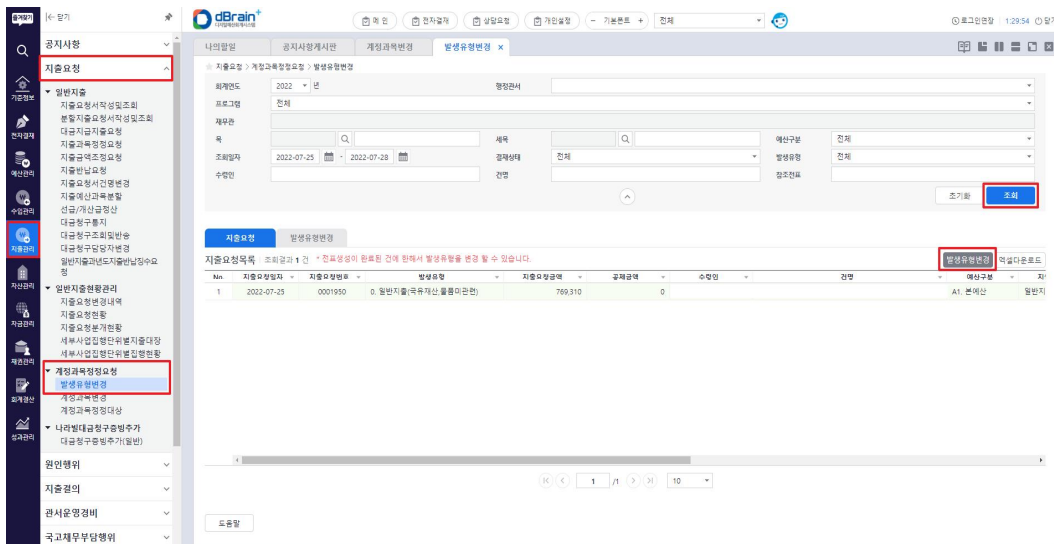 즐겨찾기
닫기
기준정보
전자결재
예산관리
수입관리
지출관리
자산관리
자금관리
채권관리
회계결산
성과관리
공지사항
지출요청
일반지출
지출요청서작성및조회
분할지출요청서작성및조회
대금지급지출요청
지출과목정정요청
지출금액조정요청
지출반납요청
지출요청서건명변경
지출예산과목분할
선급/개산급정산
대금청구통지
대금청구조회및반송
대금청구담당자변경
일반지출과년도지출반납징수요
청
일반지출현황관리
지출요청변경내역
지출요청현황
지출요청분개현황
세부사업집행단위별지출대장
세부사업집행단위별집행현황
계정과목정정요청
발생유형변경
계정과목변경
계정과목정정대상
나라빌대금청구증빙추가
대금청구증빙추가(일반)
원인행위
지출결의
관서운영경비
국고채무부담행위
dBrain+
디지털예산회계시스템
메 인 전자결재 상담요청 개인설정 - 기본폰트 + 전체
로그인연장 1:29:54 닫기
나의할일 공지사항게시판 계정과목변경 발생유형변경 ×
지출요청 > 계정과목정정요청 > 발생유형변경
회계연도 2022 년 행정관서
프로그램 전체
재무관
목 세목 예산구분 전체
조회일자 2022-07-25 - 2022-07-28 결재상태 전체 발생유형 전체
수령인 건명 참조전표
초기화 조회
지출요청 발생유형변경
지출요청목록 조회결과 1 건 * 전표생성이 완료된 건에 한해서 발생유형을 변경 할 수 있습니다. 발생유형변경 엑셀다운로드
No. 지출요청일자 지출요청번호 발생유형 지출요청금액 공제금액 수령인 건명 예산구분
1 2022-07-25 0001950 0. 일반지출(국유재산,물품미관련) 769,310 0 A1. 본예산 일반지
1 /1 10
도움말